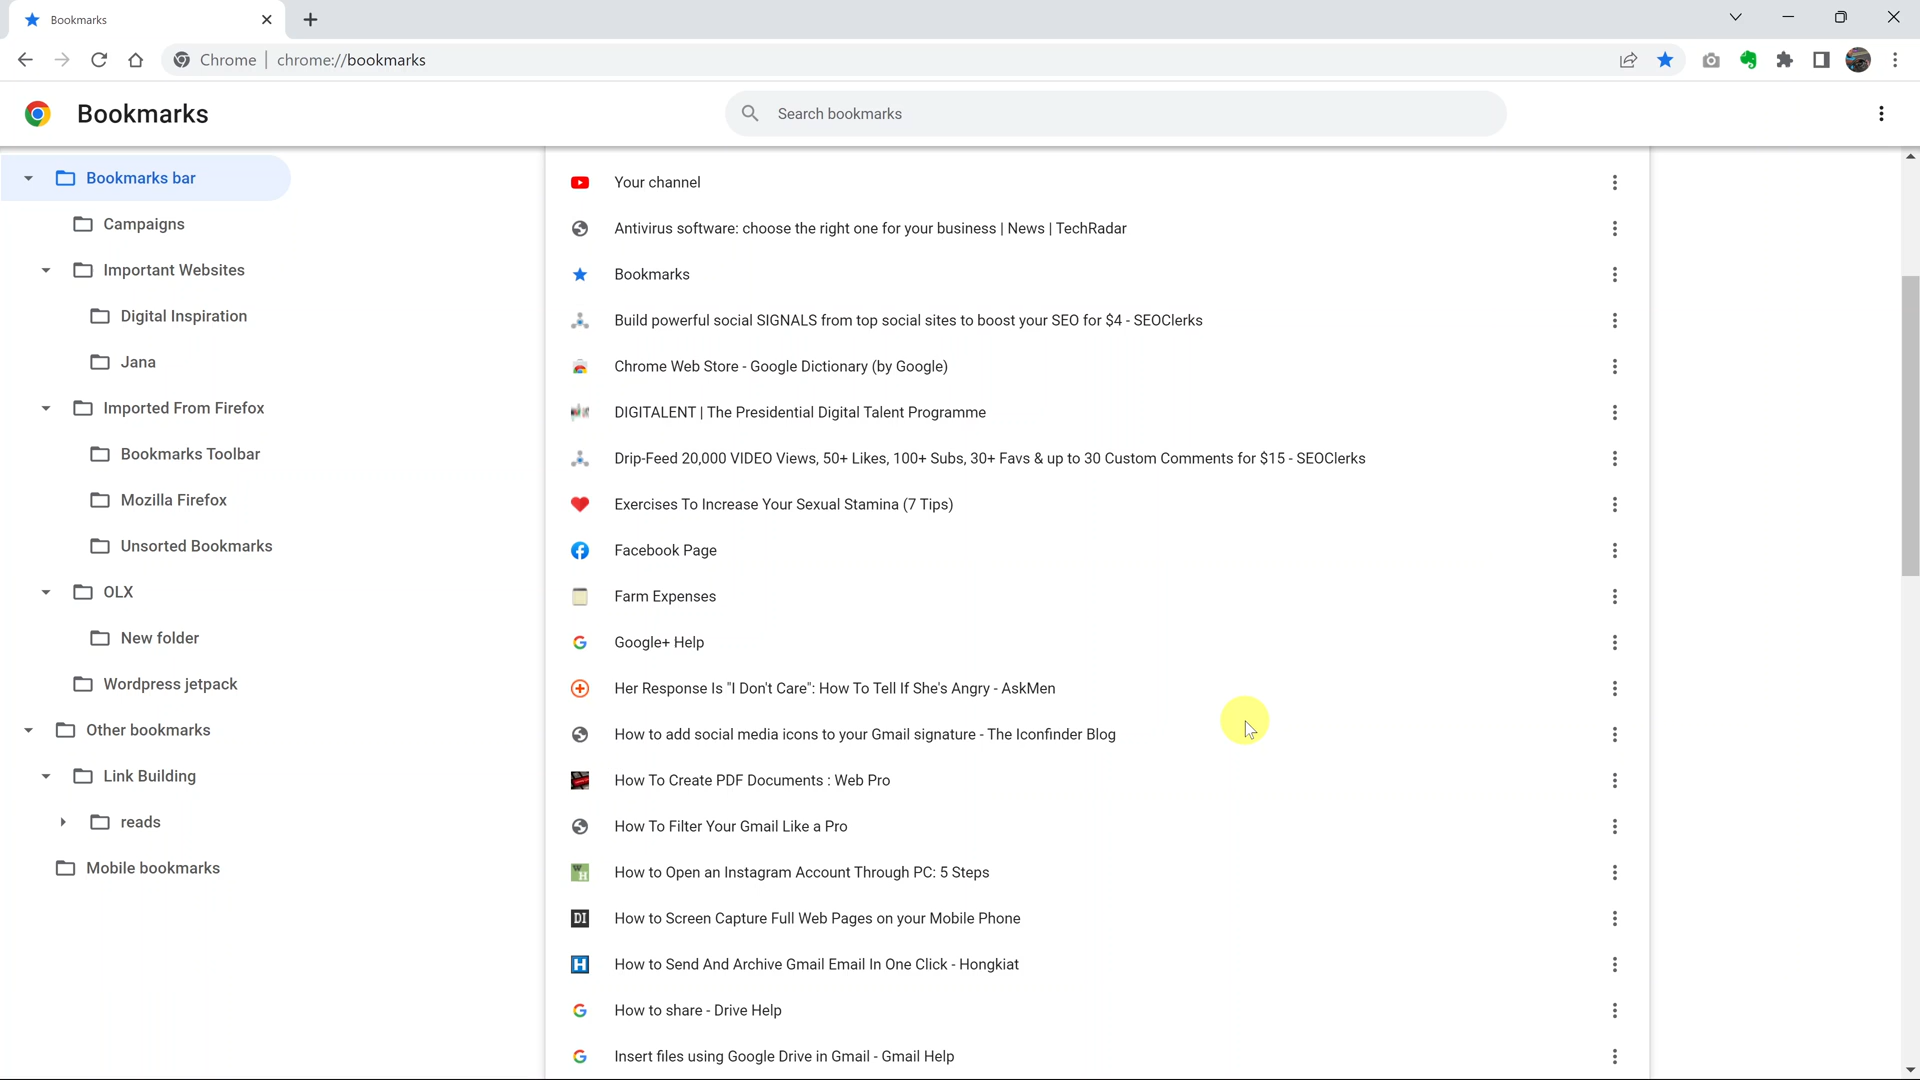 Bookmarks
Chrome | chrome://bookmarks
Bookmarks
Search bookmarks
Bookmarks bar
Campaigns
Important Websites
Digital Inspiration
Jana
Imported From Firefox
Bookmarks Toolbar
Mozilla Firefox
Unsorted Bookmarks
OLX
New folder
Wordpress jetpack
Other bookmarks
Link Building
reads
Mobile bookmarks
Your channel
Antivirus software: choose the right one for your business | News | TechRadar
Bookmarks
Build powerful social SIGNALS from top social sites to boost your SEO for $4 - SEOClerks
Chrome Web Store - Google Dictionary (by Google)
DIGITALENT | The Presidential Digital Talent Programme
Drip-Feed 20,000 VIDEO Views, 50+ Likes, 100+ Subs, 30+ Favs & up to 30 Custom Comments for $15 - SEOClerks
Exercises To Increase Your Sexual Stamina (7 Tips)
Facebook Page
Farm Expenses
Google+ Help
Her Response Is "I Don't Care": How To Tell If She's Angry - AskMen
How to add social media icons to your Gmail signature - The Iconfinder Blog
How To Create PDF Documents : Web Pro
How To Filter Your Gmail Like a Pro
How to Open an Instagram Account Through PC: 5 Steps
DI How to Screen Capture Full Web Pages on your Mobile Phone
H How to Send And Archive Gmail Email In One Click - Hongkiat
How to share - Drive Help
Insert files using Google Drive in Gmail - Gmail Help